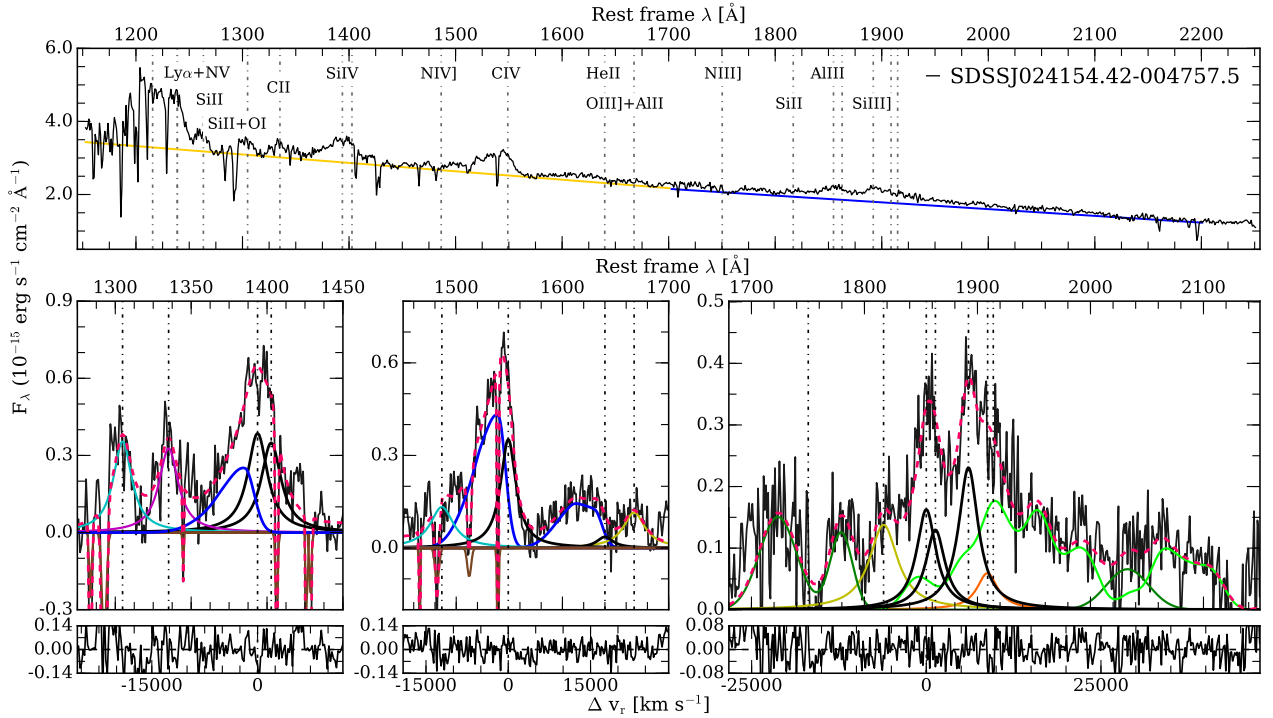 Rest frame λ [Å]
1200 1300 1400 1500 1600 1700 1800 1900 2000 2100 2200
6.0
4.0
2.0
Lyα+NV
SiII
SiII+OI
CII
SiIV
NIV]
CIV
HeII
OIII]+AlII
NIII]
SiII
AlIII
SiIII]
— SDSSJ024154.42-004757.5
F_λ (10⁻¹⁵ erg s⁻¹ cm⁻² Å⁻¹)
Rest frame λ [Å]
1300 1350 1400 1450
1500 1600 1700
1700 1800 1900 2000 2100
0.9
0.6
0.3
0.0
-0.3
0.6
0.3
0.0
0.5
0.4
0.3
0.2
0.1
0.0
0.14
0.00
-0.14
0.14
0.00
-0.14
0.08
0.00
-0.08
-15000 0
-15000 0 15000
-25000 0 25000
Δ vᵣ [km s⁻¹]